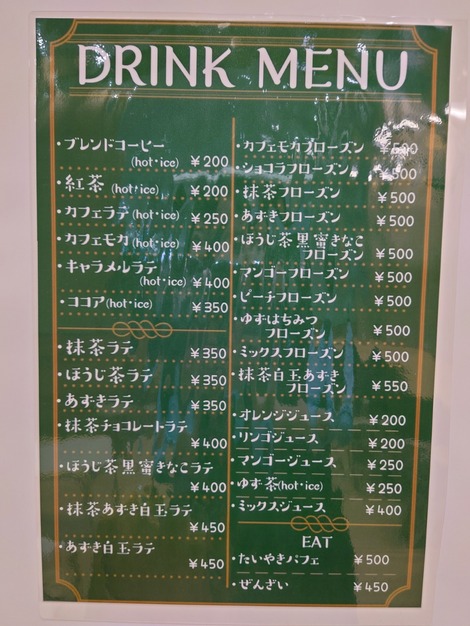 DRINK MENU
・ブレンドコーヒー
(hot・ice) ¥200
・紅茶 (hot・ice) ¥200
・カフェラテ(hot・ice) ¥250
・カフェモカ(hot・ice) ¥400
・キャラメルラテ
(hot・ice) ¥400
・ココア(hot・ice) ¥350
・抹茶ラテ ¥350
・ほうじ茶ラテ ¥350
・あずきラテ ¥350
・抹茶チョコレートラテ
¥400
・ほうじ茶黒蜜きなこラテ
¥400
・抹茶あずき白玉ラテ
¥450
・あずき白玉ラテ
¥450
・カフェモカフローズン ¥500
・ショコラフローズン ¥500
・抹茶フローズン ¥500
・あずきフローズン ¥500
・ほうじ茶黒蜜きなこ
フローズン ¥500
・マンゴーフローズン ¥500
・ピーチフローズン ¥500
・ゆずはちみつ
フローズン ¥500
・ミックスフローズン ¥500
・抹茶白玉あずき
フローズン ¥550
・オレンジジュース ¥200
・リンゴジュース ¥200
・マンゴージュース ¥250
・ゆず茶(hot・ice) ¥250
・ミックスジュース ¥400
EAT
・たいやきパフェ ¥500
・ぜんざい ¥450